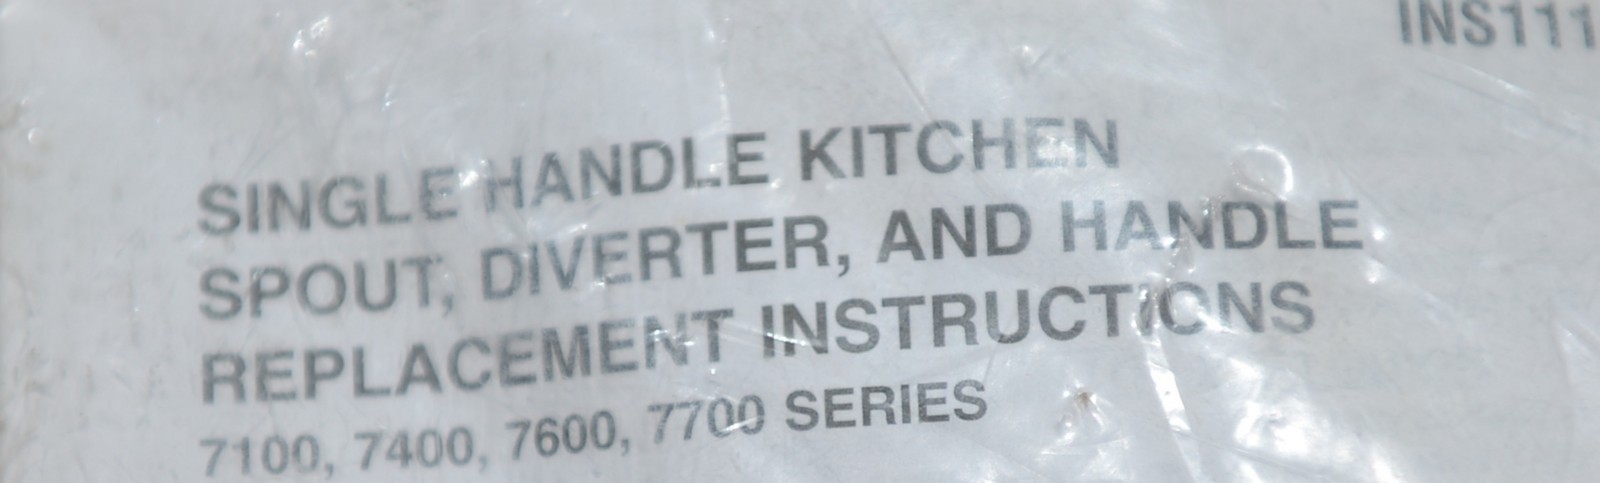 INS111
SINGLE HANDLE KITCHEN
SPOUT, DIVERTER, AND HANDLE
REPLACEMENT INSTRUCTIONS
7100, 7400, 7600, 7700 SERIES